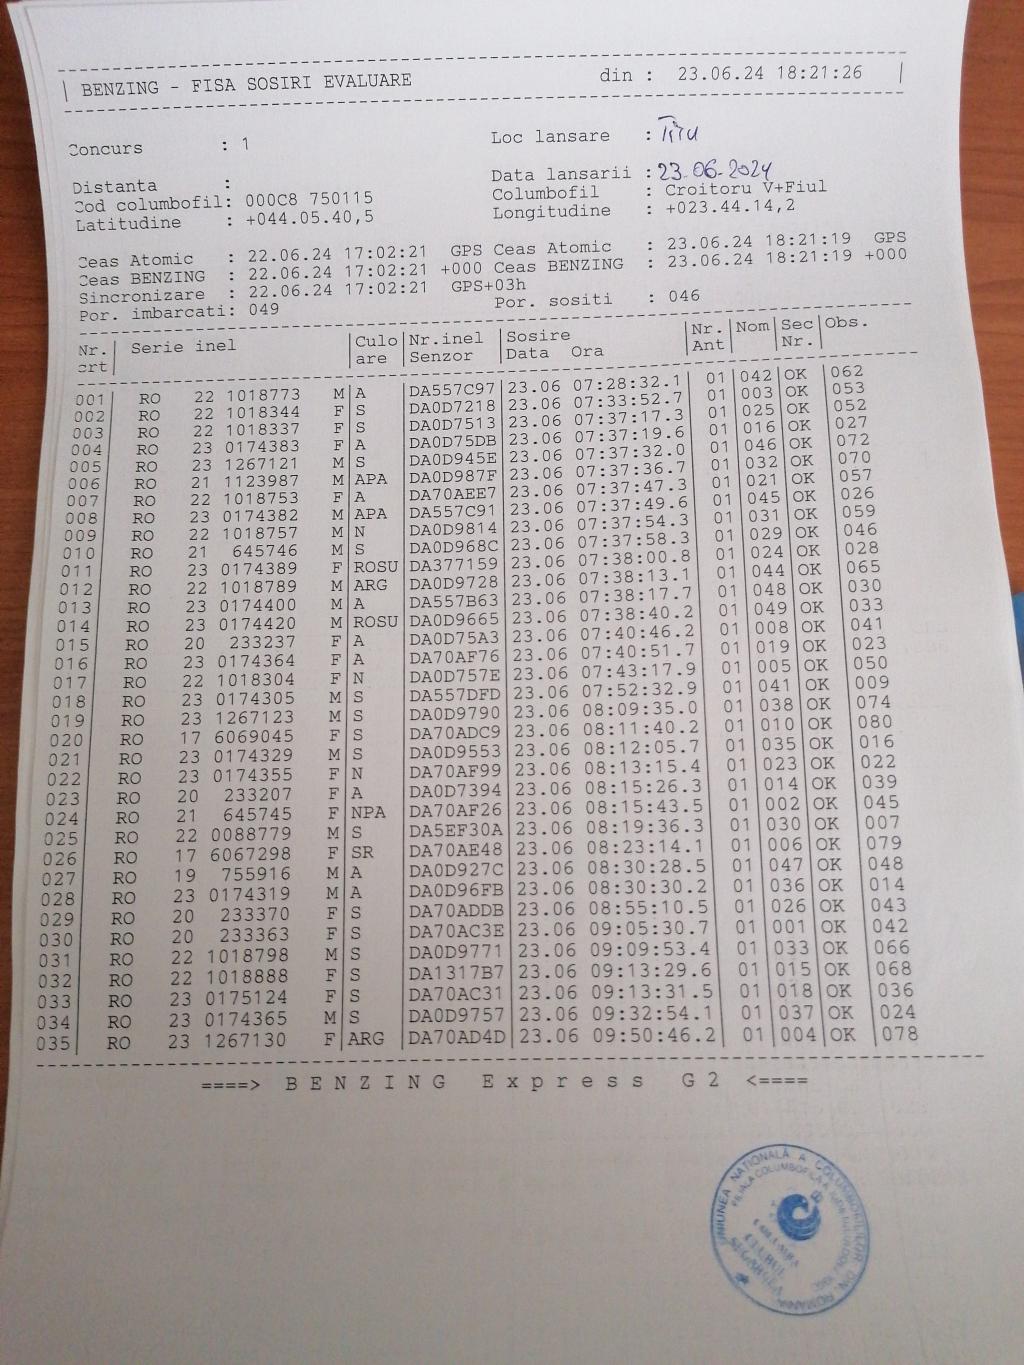 BENZING - FISA SOSIRI EVALUARE din : 23.06.24 18:21:26
Concurs : 1 Loc lansare : Titu
Distanta : Data lansarii : 23-06-2024
Cod columbofil: 000C8 750115 Columbofil : Croitoru V+Fiul
Latitudine : +044.05.40,5 Longitudine : +023.44.14,2
Ceas Atomic : 22.06.24 17:02:21 GPS Ceas Atomic : 23.06.24 18:21:19 GPS
Ceas BENZING : 22.06.24 17:02:21 +000 Ceas BENZING : 23.06.24 18:21:19 +000
Sincronizare : 22.06.24 17:02:21 GPS+03h
Por. imbarcati: 049 Por. sositi : 046
Nr. Serie inel Culo Nr.inel Sosire Nr. Nom Sec Obs.
crt are Senzor Data Ora Ant Nr.
001 RO 22 1018773 M A DA557C97 23.06 07:28:32.1 01 042 OK 062
002 RO 22 1018344 F S DA0D7218 23.06 07:33:52.7 01 003 OK 053
003 RO 22 1018337 F S DA0D7513 23.06 07:37:17.3 01 025 OK 052
004 RO 23 0174383 F A DA0D75DB 23.06 07:37:19.6 01 016 OK 027
005 RO 23 1267121 M S DA0D945E 23.06 07:37:32.0 01 046 OK 072
006 RO 21 1123987 M APA DA0D987F 23.06 07:37:36.7 01 032 OK 070
007 RO 22 1018753 F A DA70AEE7 23.06 07:37:47.3 01 021 OK 057
008 RO 23 0174382 M APA DA557C91 23.06 07:37:49.6 01 045 OK 026
009 RO 22 1018757 M N DA0D9814 23.06 07:37:54.3 01 031 OK 059
010 RO 21 645746 M S DA0D968C 23.06 07:37:58.3 01 029 OK 046
011 RO 23 0174389 F ROSU DA377159 23.06 07:38:00.8 01 024 OK 028
012 RO 22 1018789 M ARG DA0D9728 23.06 07:38:13.1 01 044 OK 065
013 RO 23 0174400 M A DA557B63 23.06 07:38:17.7 01 048 OK 030
014 RO 23 0174420 M ROSU DA0D9665 23.06 07:38:40.2 01 049 OK 033
015 RO 20 233237 F A DA0D75A3 23.06 07:40:46.2 01 008 OK 041
016 RO 23 0174364 F A DA70AF76 23.06 07:40:51.7 01 019 OK 023
017 RO 22 1018304 F N DA0D757E 23.06 07:43:17.9 01 005 OK 050
018 RO 23 0174305 M S DA557DFD 23.06 07:52:32.9 01 041 OK 009
019 RO 23 1267123 M S DA0D9790 23.06 08:09:35.0 01 038 OK 074
020 RO 17 6069045 F S DA70ADC9 23.06 08:11:40.2 01 010 OK 080
021 RO 23 0174329 M S DA0D9553 23.06 08:12:05.7 01 035 OK 016
022 RO 23 0174355 F N DA70AF99 23.06 08:13:15.4 01 023 OK 022
023 RO 20 233207 F A DA0D7394 23.06 08:15:26.3 01 014 OK 039
024 RO 21 645745 F NPA DA70AF26 23.06 08:15:43.5 01 002 OK 045
025 RO 22 0088779 M S DA5EF30A 23.06 08:19:36.3 01 030 OK 007
026 RO 17 6067298 F SR DA70AE48 23.06 08:23:14.1 01 006 OK 079
027 RO 19 755916 M A DA0D927C 23.06 08:30:28.5 01 047 OK 048
028 RO 23 0174319 M A DA0D96FB 23.06 08:30:30.2 01 036 OK 014
029 RO 20 233370 F S DA70ADDB 23.06 08:55:10.5 01 026 OK 043
030 RO 20 233363 F S DA70AC3E 23.06 09:05:30.7 01 001 OK 042
031 RO 22 1018798 M S DA0D9771 23.06 09:09:53.4 01 033 OK 066
032 RO 22 1018888 F S DA1317B7 23.06 09:13:29.6 01 015 OK 068
033 RO 23 0175124 F S DA70AC31 23.06 09:13:31.5 01 018 OK 036
034 RO 23 0174365 M S DA0D9757 23.06 09:32:54.1 01 037 OK 024
035 RO 23 1267130 F ARG DA70AD4D 23.06 09:50:46.2 01 004 OK 078
====> BENZING Express G2 <====
UNIUNEA NAȚIONALĂ A COLUMBOFILILOR DIN ROMANIA
CLUBUL